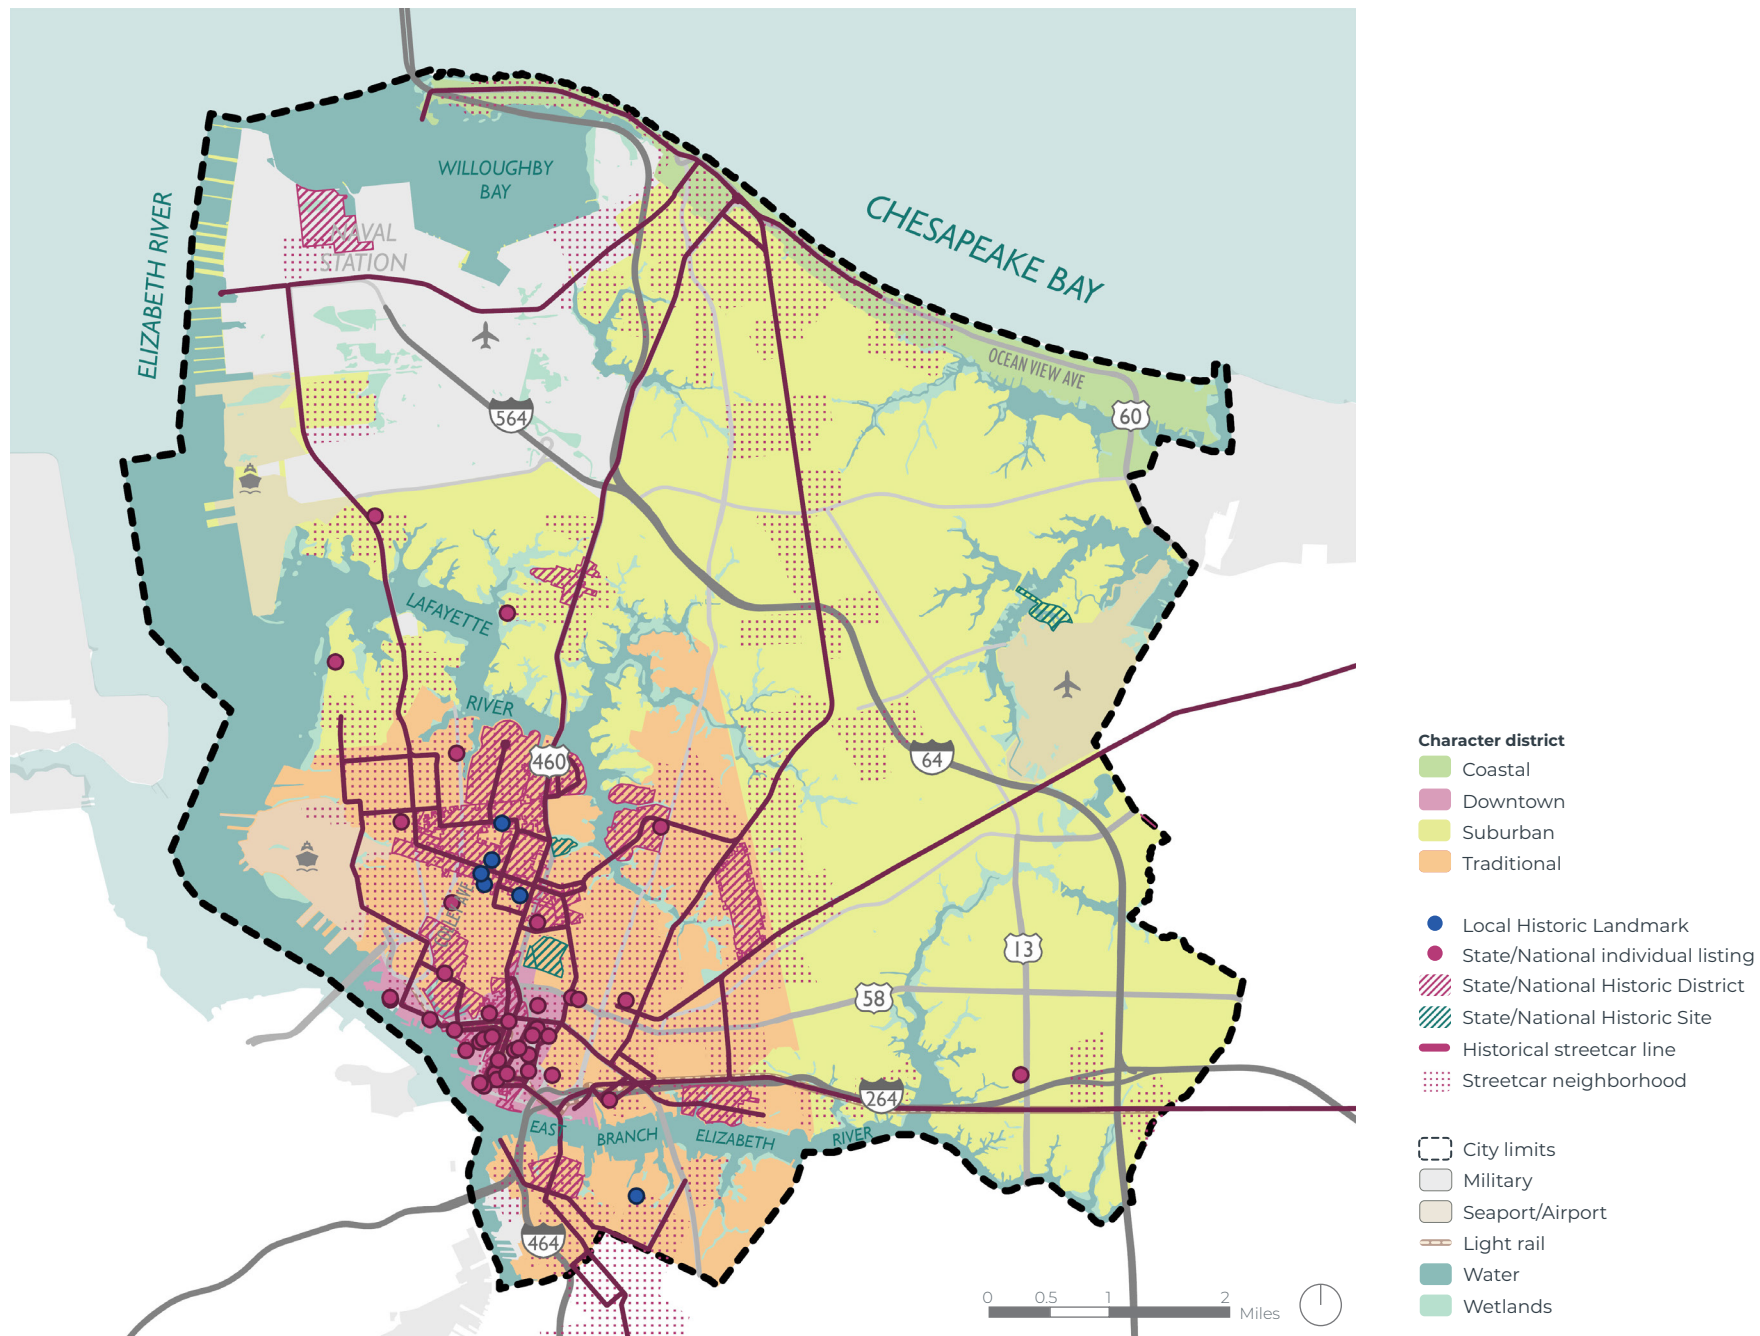 WILLOUGHBY
BAY
ELIZABETH RIVER
NAVAL
STATION
CHESAPEAKE BAY
OCEAN VIEW AVE
60
564
LAFAYETTE
RIVER
460
64
13
58
264
EAST
BRANCH
ELIZABETH
RIVER
464
0 0.5 1 2 Miles
Character district
Coastal
Downtown
Suburban
Traditional
Local Historic Landmark
State/National individual listing
State/National Historic District
State/National Historic Site
Historical streetcar line
Streetcar neighborhood
City limits
Military
Seaport/Airport
Light rail
Water
Wetlands